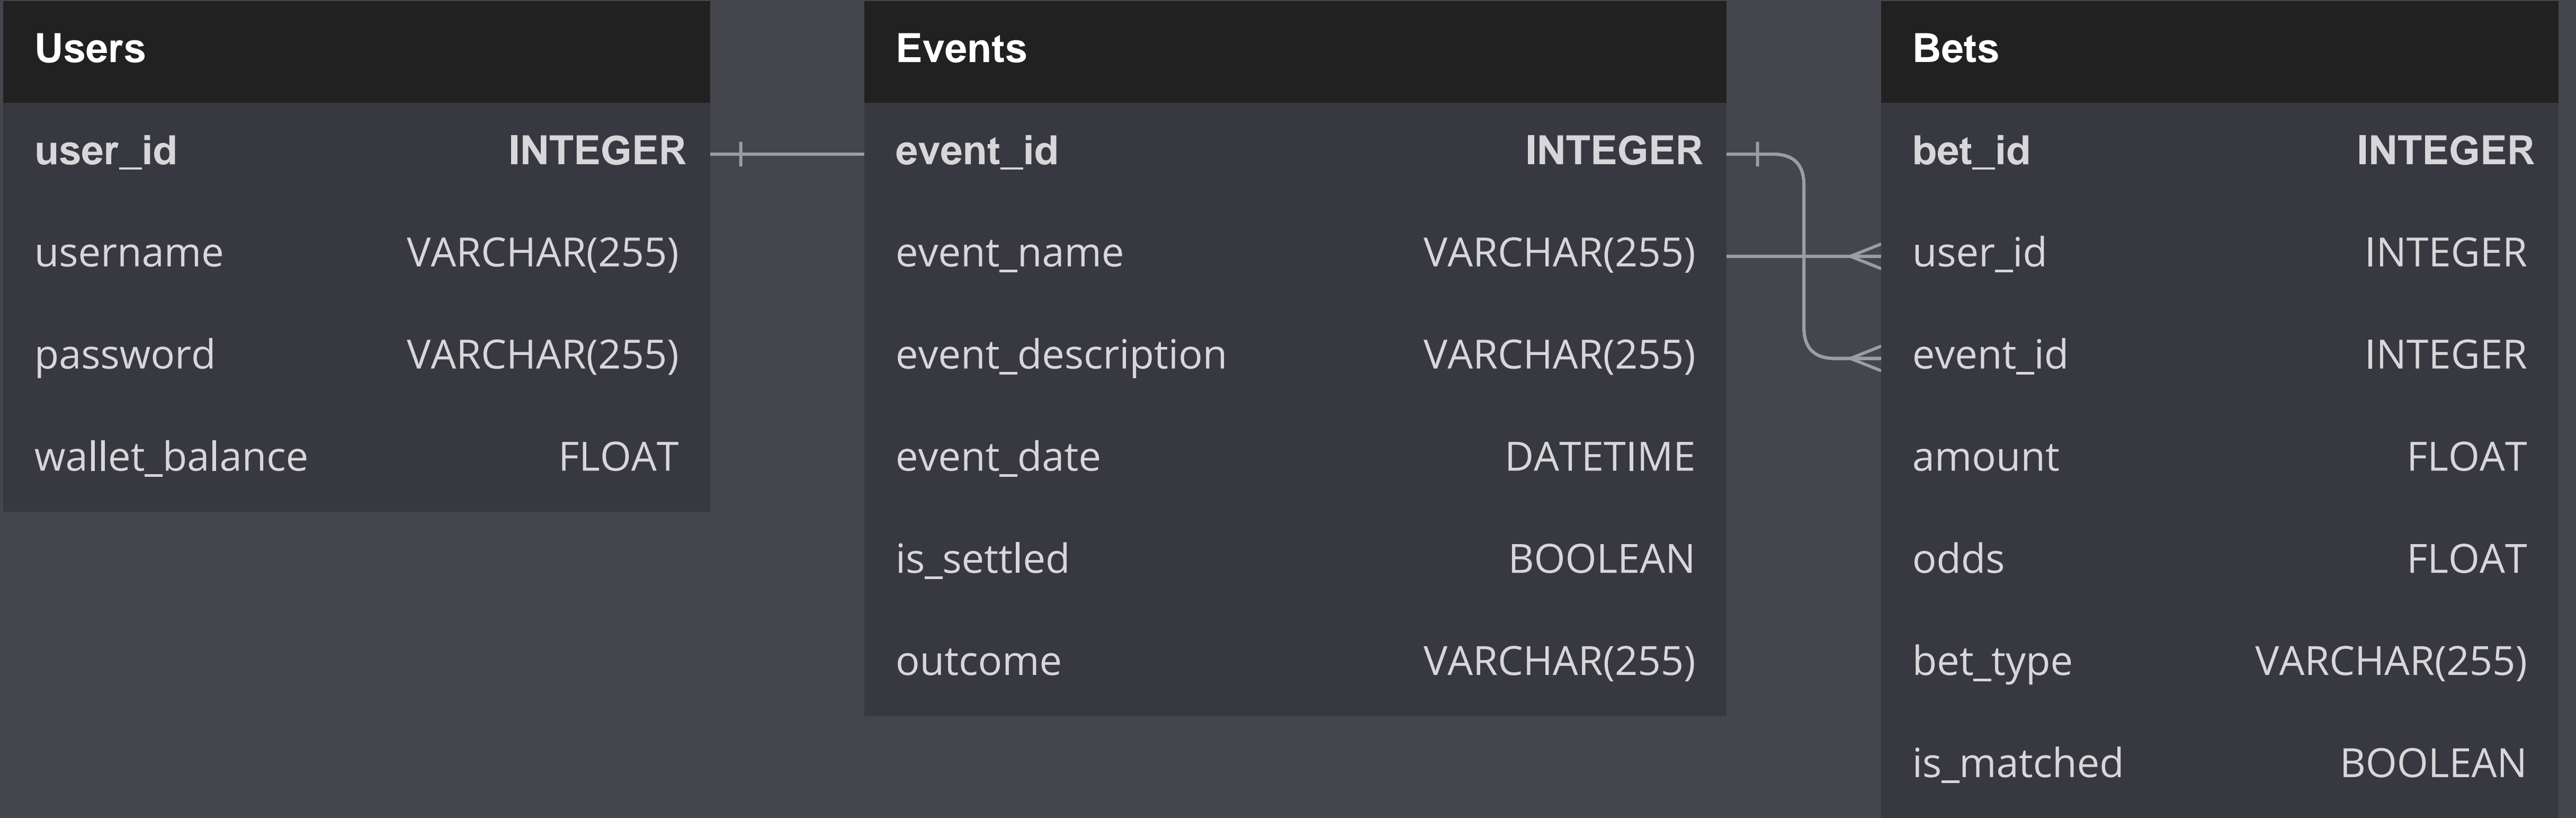 Users
user_id INTEGER
username VARCHAR(255)
password VARCHAR(255)
wallet_balance FLOAT
Events
event_id INTEGER
event_name VARCHAR(255)
event_description VARCHAR(255)
event_date DATETIME
is_settled BOOLEAN
outcome VARCHAR(255)
Bets
bet_id INTEGER
user_id INTEGER
event_id INTEGER
amount FLOAT
odds FLOAT
bet_type VARCHAR(255)
is_matched BOOLEAN